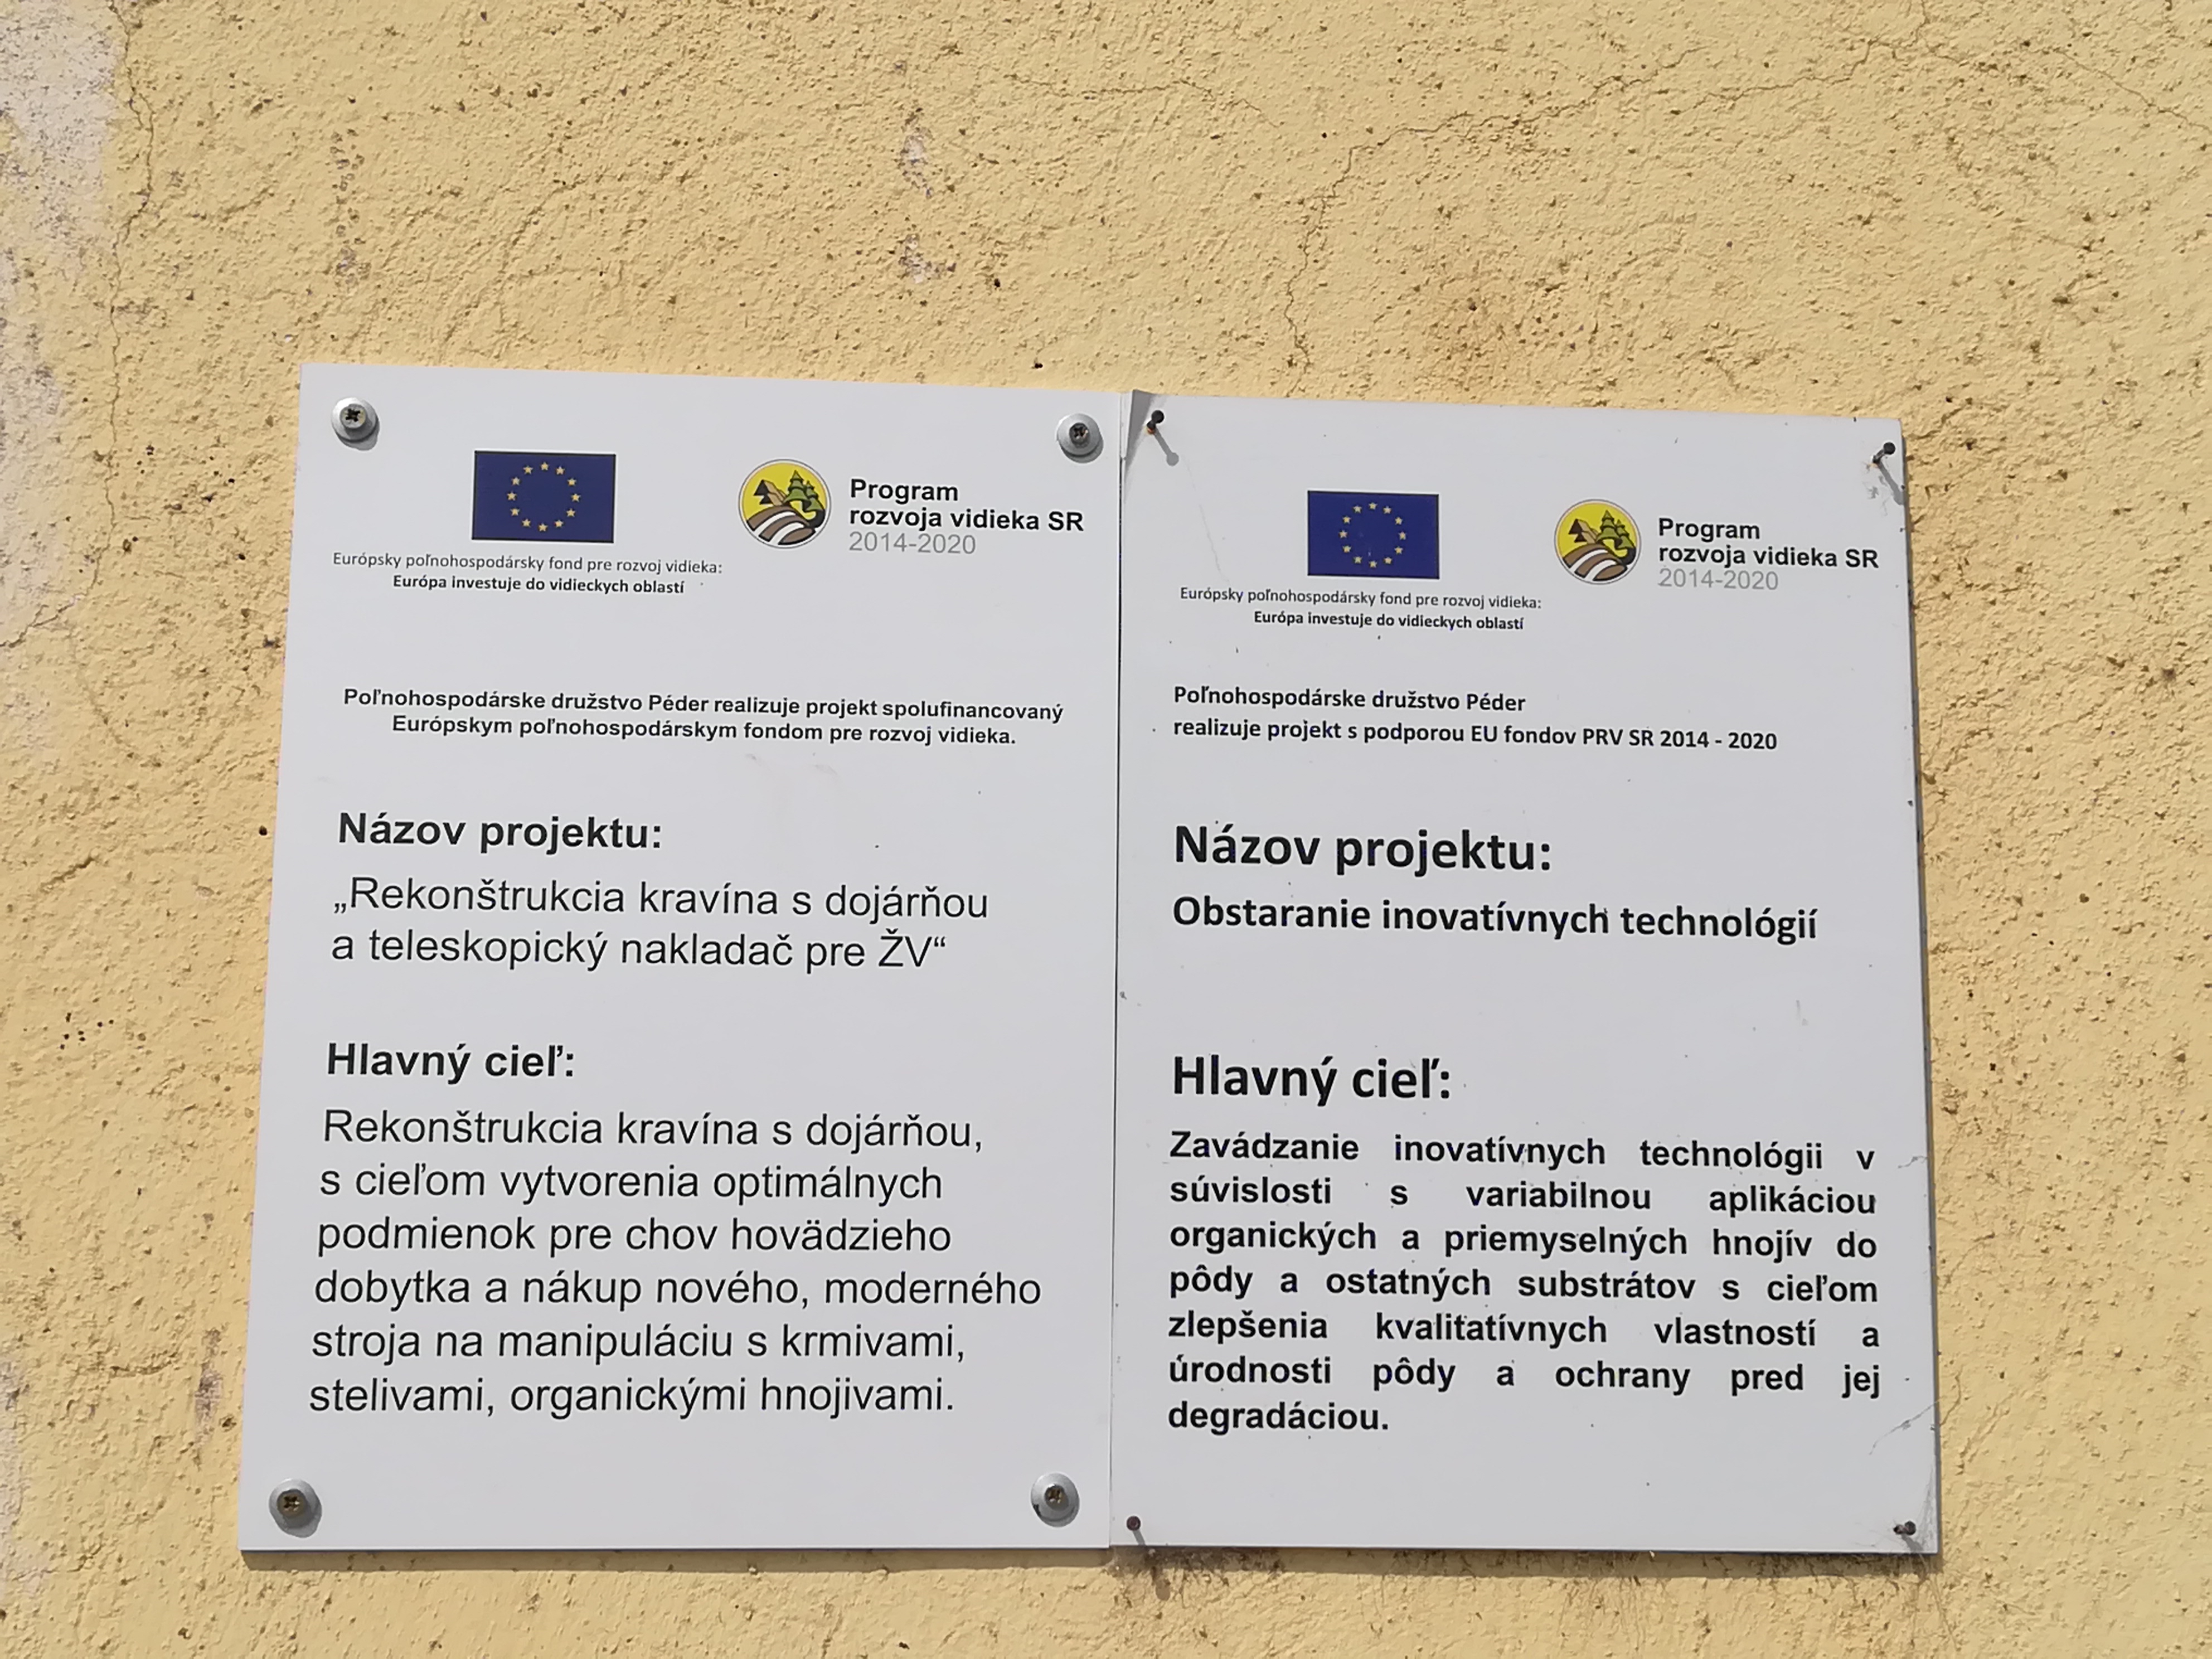 Európsky poľnohospodársky fond pre rozvoj vidieka:
Európa investuje do vidieckych oblastí
Program
rozvoja vidieka SR
2014-2020
Poľnohospodárske družstvo Péder realizuje projekt spolufinancovaný
Európskym poľnohospodárskym fondom pre rozvoj vidieka.
Názov projektu:
„Rekonštrukcia kravína s dojárňou
a teleskopický nakladač pre ŽV“
Hlavný cieľ:
Rekonštrukcia kravína s dojárňou,
s cieľom vytvorenia optimálnych
podmienok pre chov hovädzieho
dobytka a nákup nového, moderného
stroja na manipuláciu s krmivami,
stelivami, organickými hnojivami.
Európsky poľnohospodársky fond pre rozvoj vidieka:
Európa investuje do vidieckych oblastí
Program
rozvoja vidieka SR
2014-2020
Poľnohospodárske družstvo Péder
realizuje projekt s podporou EU fondov PRV SR 2014 - 2020
Názov projektu:
Obstaranie inovatívnych technológií
Hlavný cieľ:
Zavádzanie inovatívnych technológii v
súvislosti s variabilnou aplikáciou
organických a priemyselných hnojív do
pôdy a ostatných substrátov s cieľom
zlepšenia kvalitatívnych vlastností a
úrodnosti pôdy a ochrany pred jej
degradáciou.